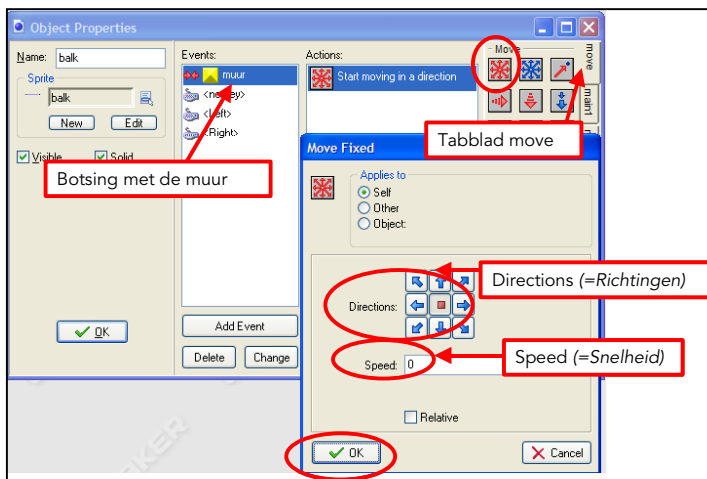 Object Properties
Name: balk
Sprite
balk
New Edit
Visible Solid
OK
Events:
muur
<Left>
<Right>
Add Event
Delete Change
Actions:
Start moving in a direction
Move
move
main1
Tabblad move
Botsing met de muur
Move Fixed
Applies to
Self
Other
Object:
Directions:
Directions (=Richtingen)
Speed: 0
Speed (=Snelheid)
Relative
OK Cancel